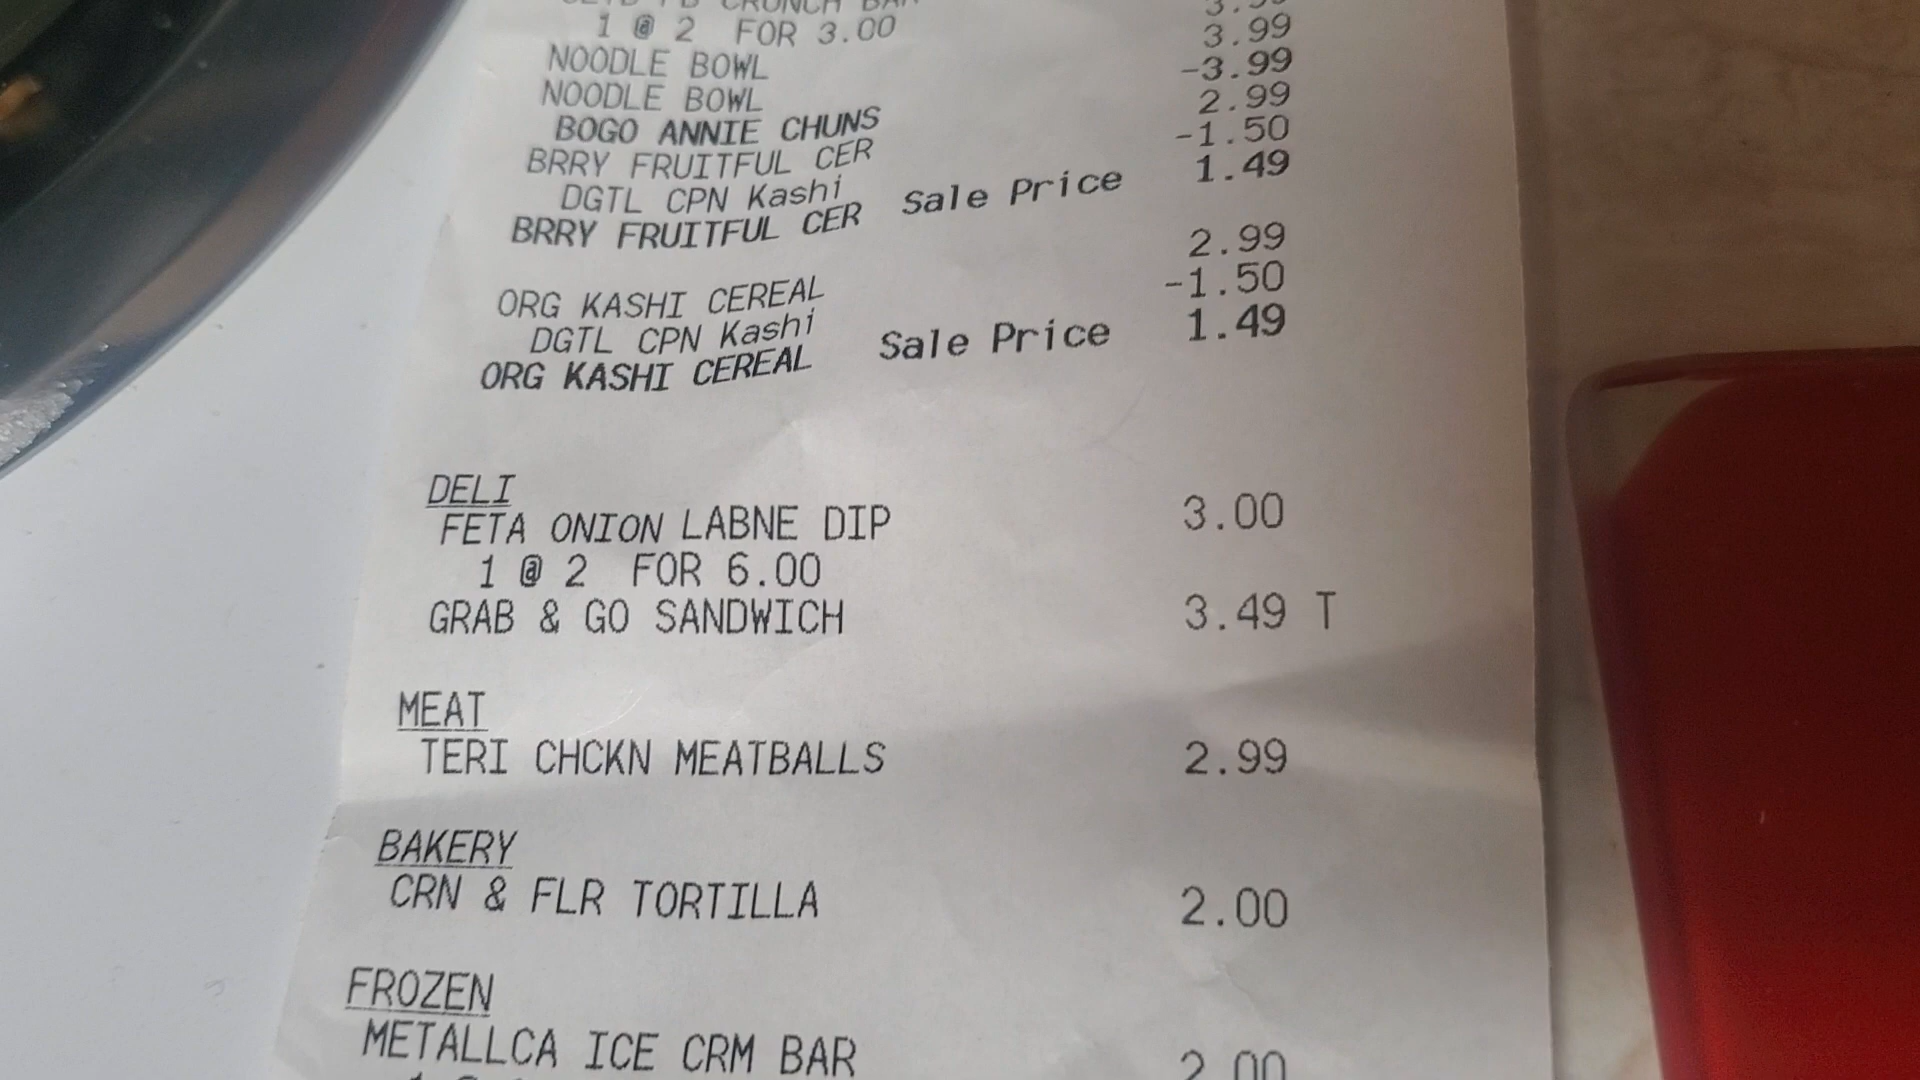 CRUNCH BAR
1 @ 2 FOR 3.00
NOODLE BOWL 3.99
NOODLE BOWL 3.99
BOGO ANNIE CHUNS -3.99
BRRY FRUITFUL CER 2.99
DGTL CPN Kashi -1.50
BRRY FRUITFUL CER Sale Price 1.49
ORG KASHI CEREAL 2.99
DGTL CPN Kashi -1.50
ORG KASHI CEREAL Sale Price 1.49
DELI
FETA ONION LABNE DIP 3.00
1 @ 2 FOR 6.00
GRAB & GO SANDWICH 3.49 T
MEAT
TERI CHCKN MEATBALLS 2.99
BAKERY
CRN & FLR TORTILLA 2.00
FROZEN
METALLCA ICE CRM BAR 2.00